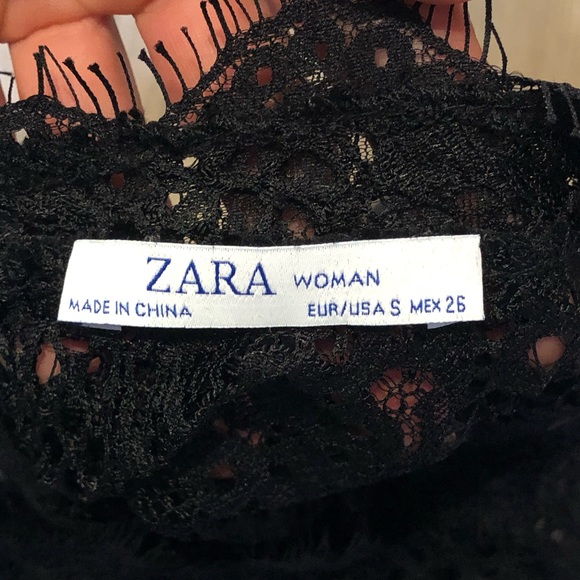 ZARA WOMAN
MADE IN CHINA EUR/USA S MEX 26